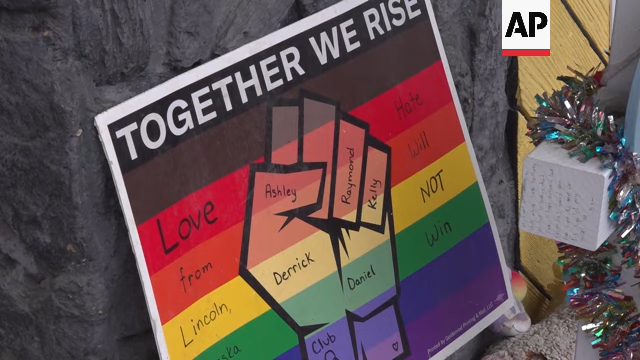 AP
TOGETHER WE RISE
Love
from
Lincoln,
Hate
Will
NOT
Win
Ashley
Raymond
Kelly
Derrick
Daniel
Club
Q